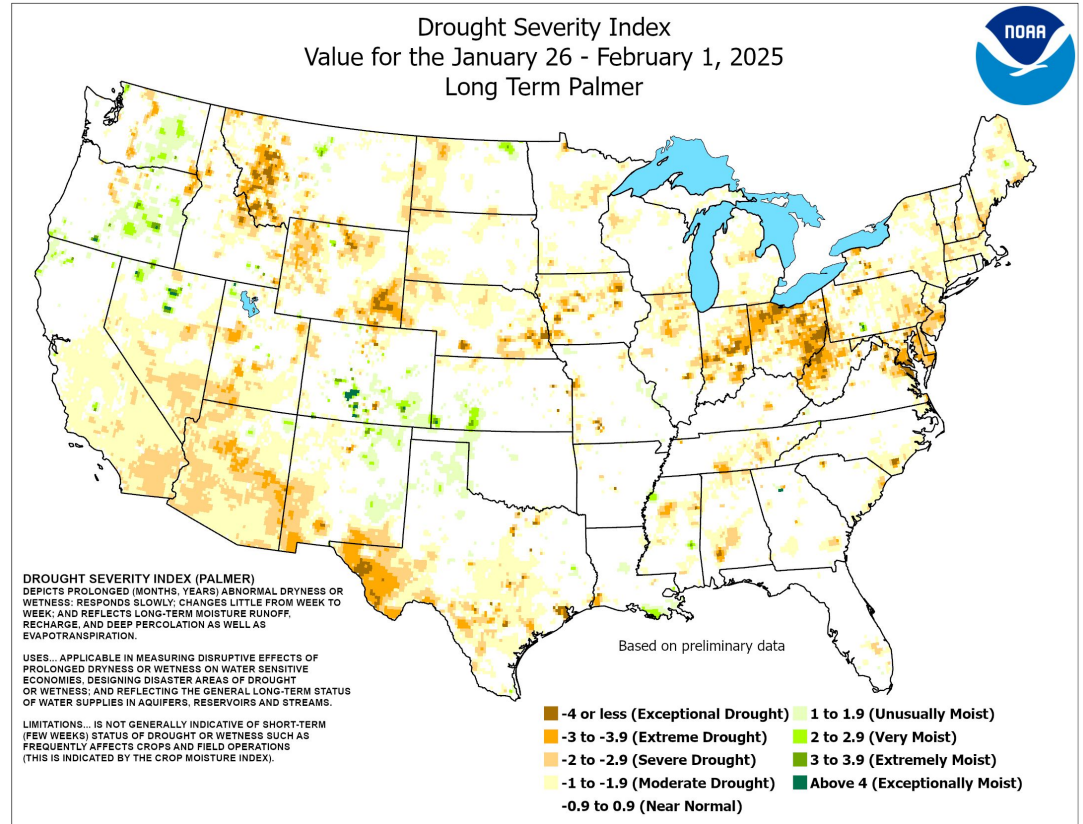 Drought Severity Index
Value for the January 26 - February 1, 2025
Long Term Palmer
NOAA
DROUGHT SEVERITY INDEX (PALMER)
DEPICTS PROLONGED (MONTHS, YEARS) ABNORMAL DRYNESS OR
WETNESS: RESPONDS SLOWLY; CHANGES LITTLE FROM WEEK TO
WEEK; AND REFLECTS LONG-TERM MOISTURE RUNOFF,
RECHARGE, AND DEEP PERCOLATION AS WELL AS
EVAPOTRANSPIRATION.
USES... APPLICABLE IN MEASURING DISRUPTIVE EFFECTS OF
PROLONGED DRYNESS OR WETNESS ON WATER SENSITIVE
ECONOMIES, DESIGNING DISASTER AREAS OF DROUGHT
OR WETNESS; AND REFLECTING THE GENERAL LONG-TERM STATUS
OF WATER SUPPLIES IN AQUIFERS, RESERVOIRS AND STREAMS.
LIMITATIONS... IS NOT GENERALLY INDICATIVE OF SHORT-TERM
(FEW WEEKS) STATUS OF DROUGHT OR WETNESS SUCH AS
FREQUENTLY AFFECTS CROPS AND FIELD OPERATIONS
(THIS IS INDICATED BY THE CROP MOISTURE INDEX).
Based on preliminary data
-4 or less (Exceptional Drought)
-3 to -3.9 (Extreme Drought)
-2 to -2.9 (Severe Drought)
-1 to -1.9 (Moderate Drought)
-0.9 to 0.9 (Near Normal)
1 to 1.9 (Unusually Moist)
2 to 2.9 (Very Moist)
3 to 3.9 (Extremely Moist)
Above 4 (Exceptionally Moist)